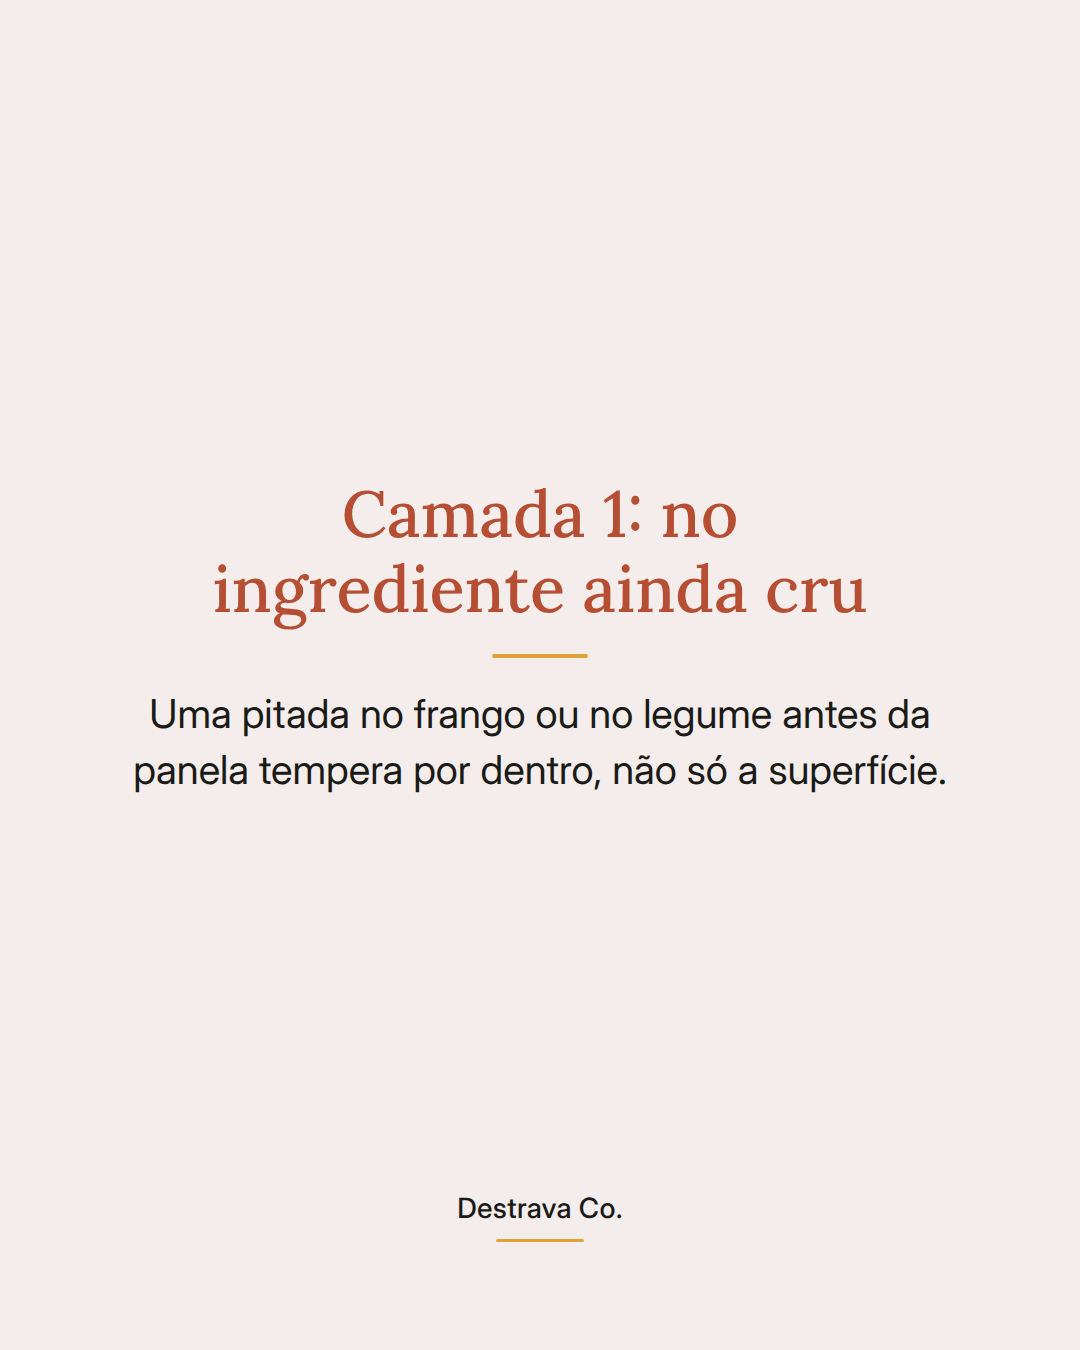 Camada 1: no
ingrediente ainda cru
Uma pitada no frango ou no legume antes da
panela tempera por dentro, não só a superfície.
Destrava Co.